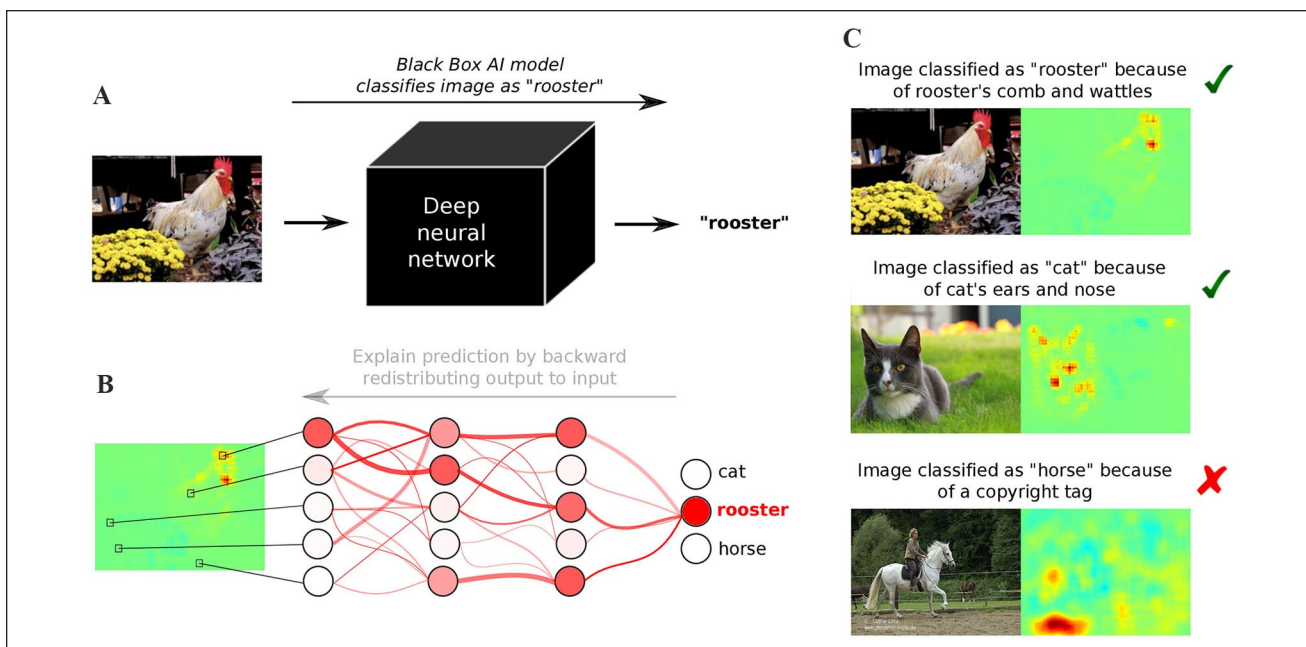 A
Black Box AI model
classifies image as "rooster"
Deep
neural
network
"rooster"
B
Explain prediction by backward
redistributing output to input
cat
rooster
horse
C
Image classified as "rooster" because
of rooster's comb and wattles
Image classified as "cat" because
of cat's ears and nose
Image classified as "horse" because
of a copyright tag